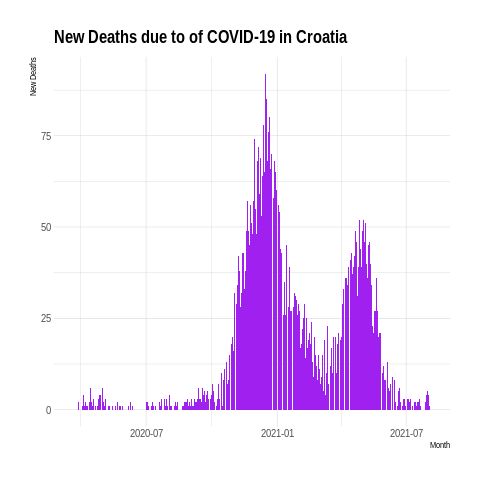 New Deaths due to of COVID-19 in Croatia
New Deaths
75
50
25
0
2020-07
2021-01
2021-07
Month